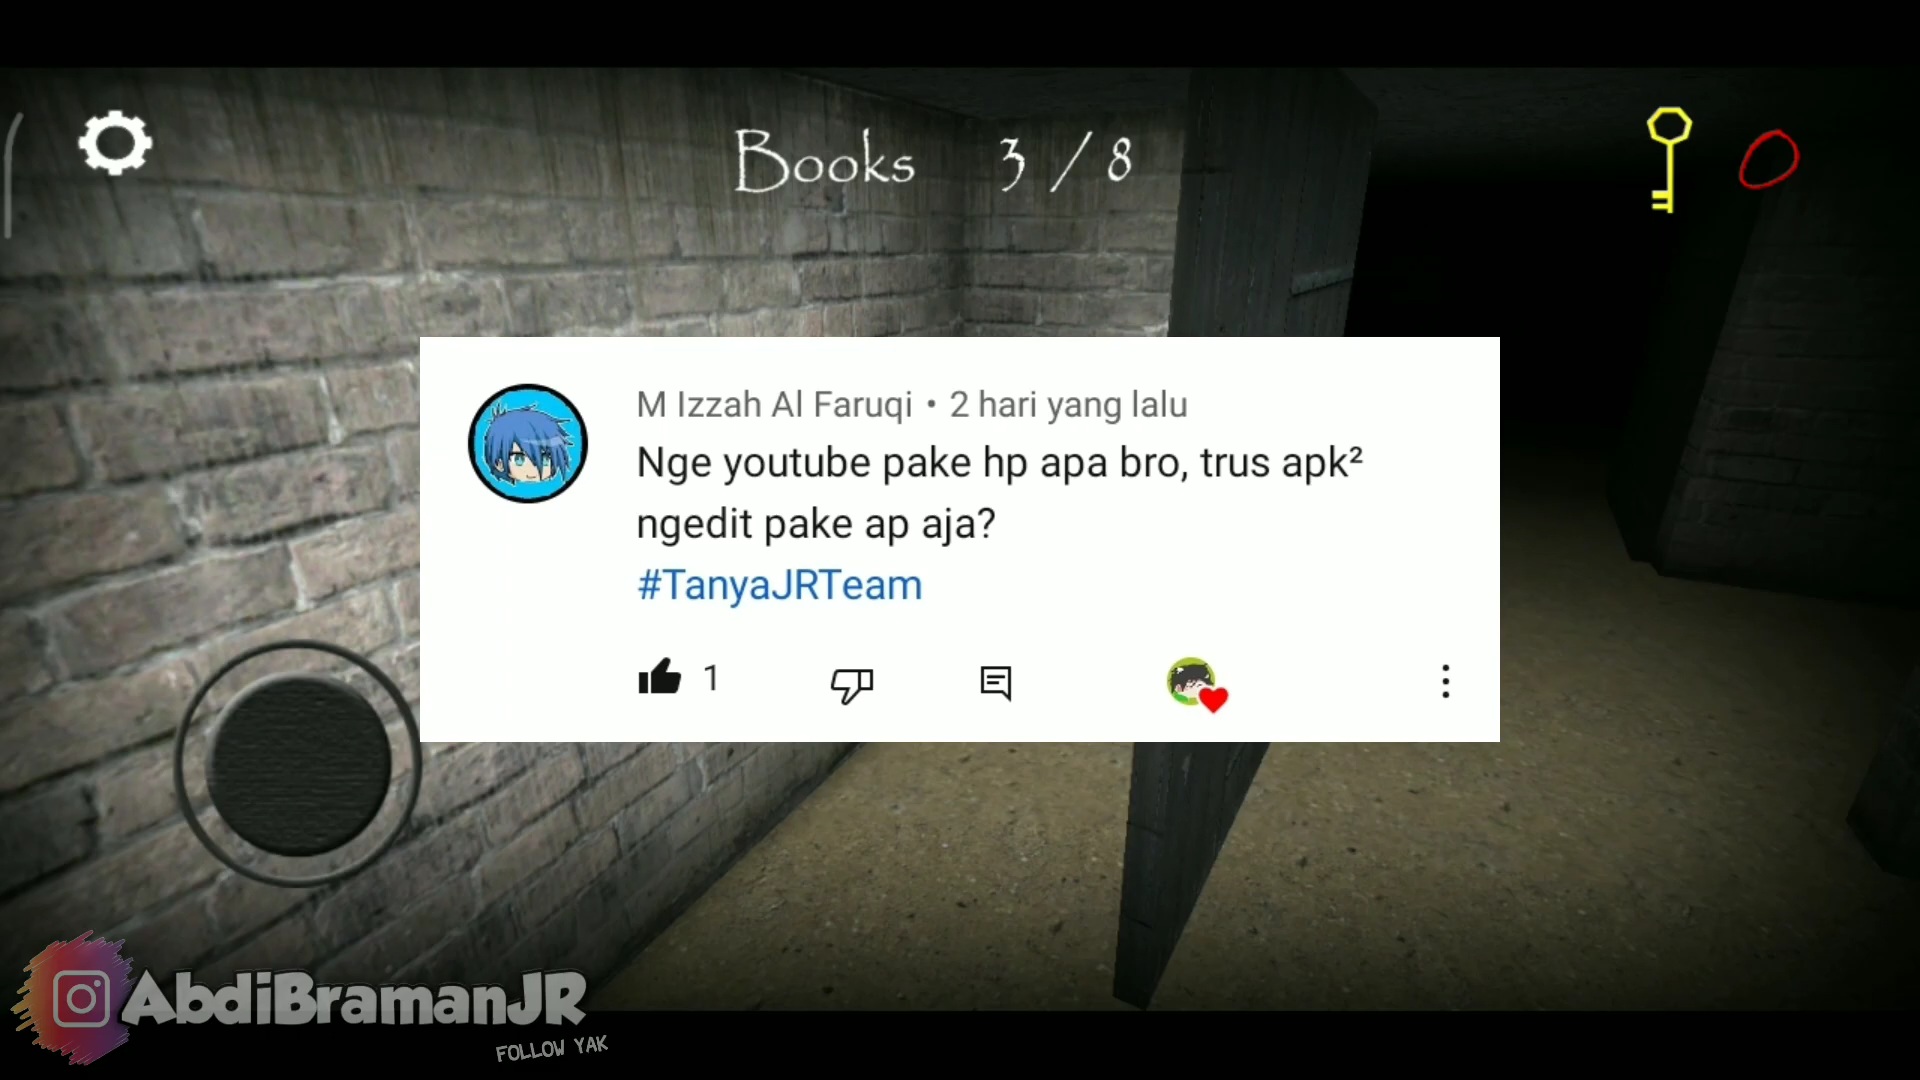 Books 3 / 8
M Izzah Al Faruqi • 2 hari yang lalu
Nge youtube pake hp apa bro, trus apk²
ngedit pake ap aja?
#TanyaJRTeam
1
AbdiBramanJR
FOLLOW YAK